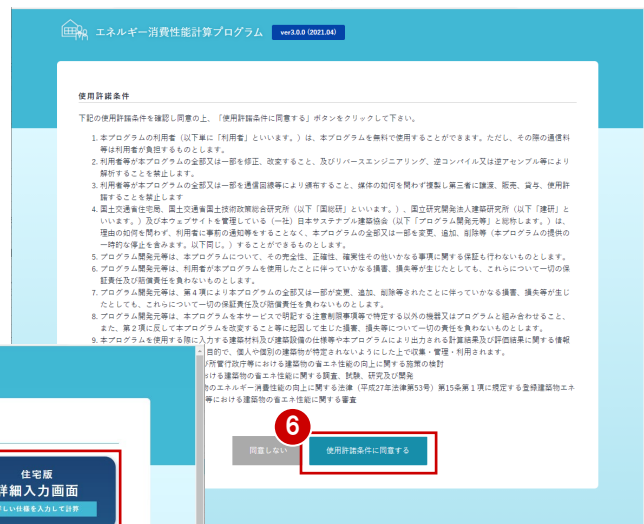 エネルギー消費性能計算プログラム ver3.0.0 (2021.04)
使用許諾条件
下記の使用許諾条件を確認し同意の上、「使用許諾条件に同意する」ボタンをクリックして下さい。
1. 本プログラムの利用者（以下単に「利用者」といいます。）は、本プログラムを無料で使用することができます。ただし、その際の通信料
等は利用者が負担するものとします。
2. 利用者等が本プログラムの全部又は一部を修正、改変すること、及びリバースエンジニアリング、逆コンパイル又は逆アセンブル等により
解析することを禁止します。
3. 利用者等が本プログラムの全部又は一部を通信回線等により頒布すること、媒体の如何を問わず複製し第三者に譲渡、販売、貸与、使用許
諾することを禁止します
4. 国土交通省住宅局、国土交通省国土技術政策総合研究所（以下「国総研」といいます。）、国立研究開発法人建築研究所（以下「建研」と
いいます。）及び本ウェブサイトを管理している（一社）日本サステナブル建築協会（以下「プログラム開発元等」と総称します。）は、
理由の如何を問わず、利用者に事前の通知等をすることなく、本プログラムの全部又は一部を変更、追加、削除等（本プログラムの提供の
一時的な停止を含みます。以下同じ。）することができるものとします。
5. プログラム開発元等は、本プログラムについて、その完全性、正確性、確実性その他いかなる事項に関する保証も行わないものとします。
6. プログラム開発元等は、利用者が本プログラムを使用したことに伴っていかなる損害、損失等が生じたとしても、これらについて一切の保
証責任及び賠償責任を負わないものとします。
7. プログラム開発元等は、第４項により本プログラムの全部又は一部が変更、追加、削除等されたことに伴っていかなる損害、損失等が生じ
たとしても、これらについて一切の保証責任及び賠償責任を負わないものとします。
8. プログラム開発元等は、本プログラムを本サービスで明記する注意制限事項等で特定する以外の機器又はプログラムと組み合わせること、
また、第２項に反して本プログラムを改変すること等に起因して生じた損害、損失等についての一切の責任を負わないものとします。
9. 本プログラムを使用する際に入力する建築材料及び建築設備の仕様等や本プログラムにより出力される計算結果及び評価結果に関する情報
目的で、個人や個別の建築物が特定されないようにした上で収集・管理・利用されます。
所管行政庁等における建築物の省エネ性能の向上に関する施策の検討
おける建築物の省エネ性能に関する調査、試験、研究及び開発
物のエネルギー消費性能の向上に関する法律（平成27年法律第53号）第15条第１項に規定する登録建築物エネ
等における建築物の省エネ性能に関する審査
6
同意しない
使用許諾条件に同意する
住宅版
詳細入力画面
しい仕様を入力して計算